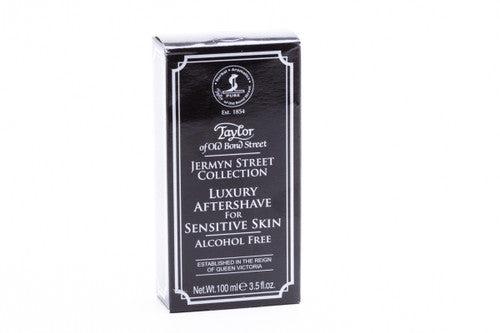 PURE
EST. 1854
Taylor
of Old Bond Street
JERMYN STREET
COLLECTION
LUXURY
AFTERSHAVE
FOR
SENSITIVE SKIN
ALCOHOL FREE
ESTABLISHED IN THE REIGN
OF QUEEN VICTORIA
Net.Wt.100 ml ℮ 3.5 fl.oz.